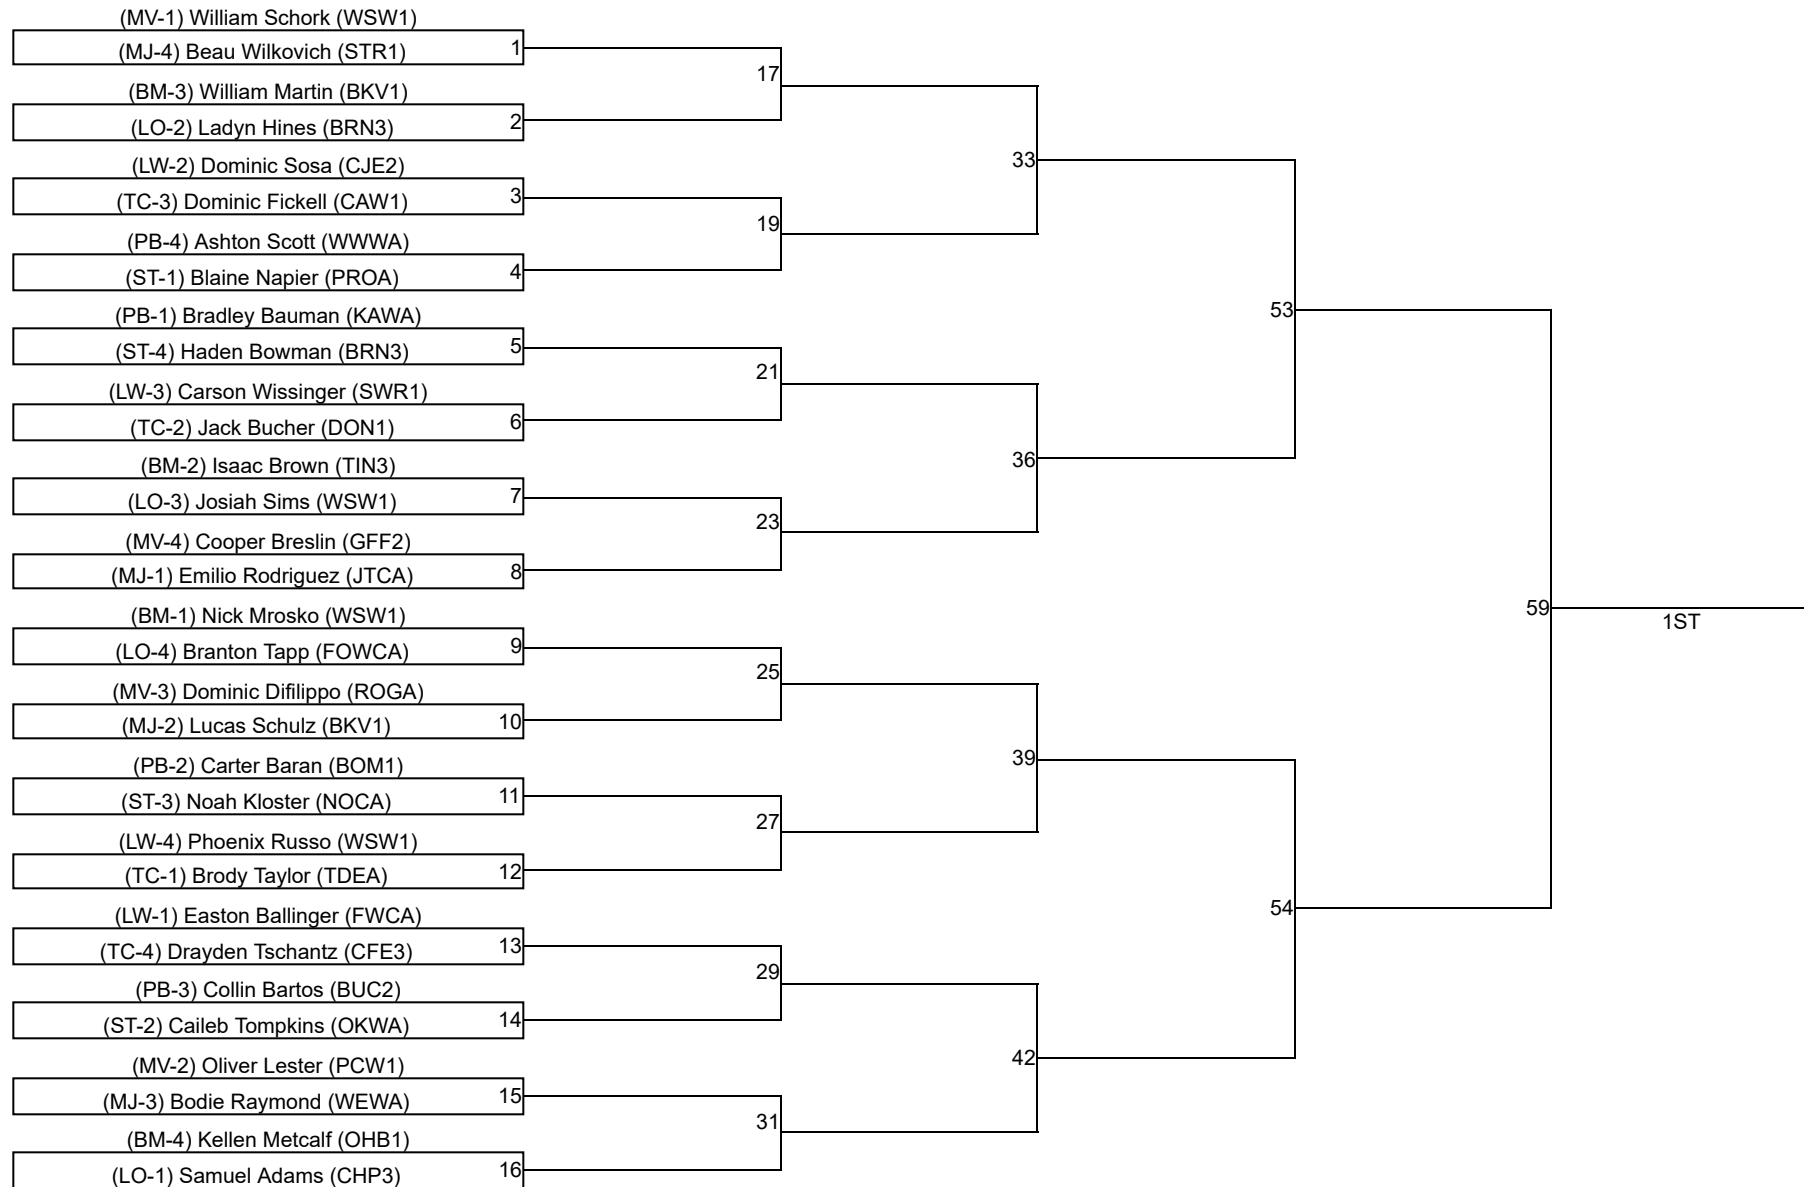 (MV-1) William Schork (WSW1)
(MJ-4) Beau Wilkovich (STR1) 1
17
(BM-3) William Martin (BKV1)
(LO-2) Ladyn Hines (BRN3) 2
33
(LW-2) Dominic Sosa (CJE2)
(TC-3) Dominic Fickell (CAW1) 3
19
(PB-4) Ashton Scott (WWWA)
(ST-1) Blaine Napier (PROA) 4
53
(PB-1) Bradley Bauman (KAWA)
(ST-4) Haden Bowman (BRN3) 5
21
(LW-3) Carson Wissinger (SWR1)
(TC-2) Jack Bucher (DON1) 6
36
(BM-2) Isaac Brown (TIN3)
(LO-3) Josiah Sims (WSW1) 7
23
(MV-4) Cooper Breslin (GFF2)
(MJ-1) Emilio Rodriguez (JTCA) 8
59
1ST
(BM-1) Nick Mrosko (WSW1)
(LO-4) Branton Tapp (FOWCA) 9
25
(MV-3) Dominic Difilippo (ROGA)
(MJ-2) Lucas Schulz (BKV1) 10
39
(PB-2) Carter Baran (BOM1)
(ST-3) Noah Kloster (NOCA) 11
27
(LW-4) Phoenix Russo (WSW1)
(TC-1) Brody Taylor (TDEA) 12
54
(LW-1) Easton Ballinger (FWCA)
(TC-4) Drayden Tschantz (CFE3) 13
29
(PB-3) Collin Bartos (BUC2)
(ST-2) Caileb Tompkins (OKWA) 14
42
(MV-2) Oliver Lester (PCW1)
(MJ-3) Bodie Raymond (WEWA) 15
31
(BM-4) Kellen Metcalf (OHB1)
(LO-1) Samuel Adams (CHP3) 16